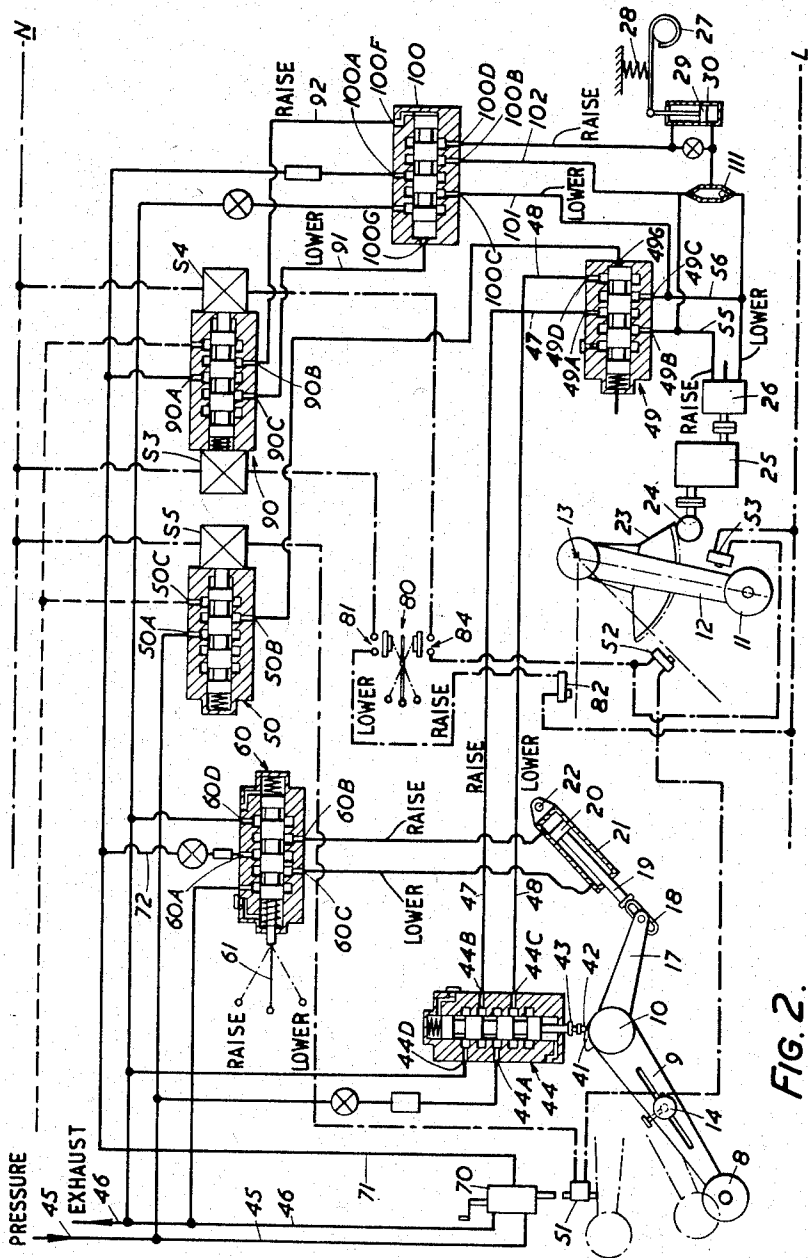 N
PRESSURE
45
EXHAUST
46
71
72
60A
60D
60
60B
60C
61
RAISE
LOWER
RAISE
LOWER
50C
50A
50B
50
S5
S3
90A
90
90B
90C
S4
RAISE
92
100A
100F
100
100D
100B
100G
100C
LOWER
91
RAISE
102
101
LOWER
28
27
29
30
111
45
46
70
51
44D
44A
44
44B
44C
43
42
41
47
RAISE
48
LOWER
LOWER
81
80
RAISE
84
82
47
48
49D
49A
49G
49C
49B
49
56
55
RAISE
LOWER
26
25
24
23
13
12
11
53
52
22
20
21
19
18
17
10
9
14
8
L
FIG. 2.